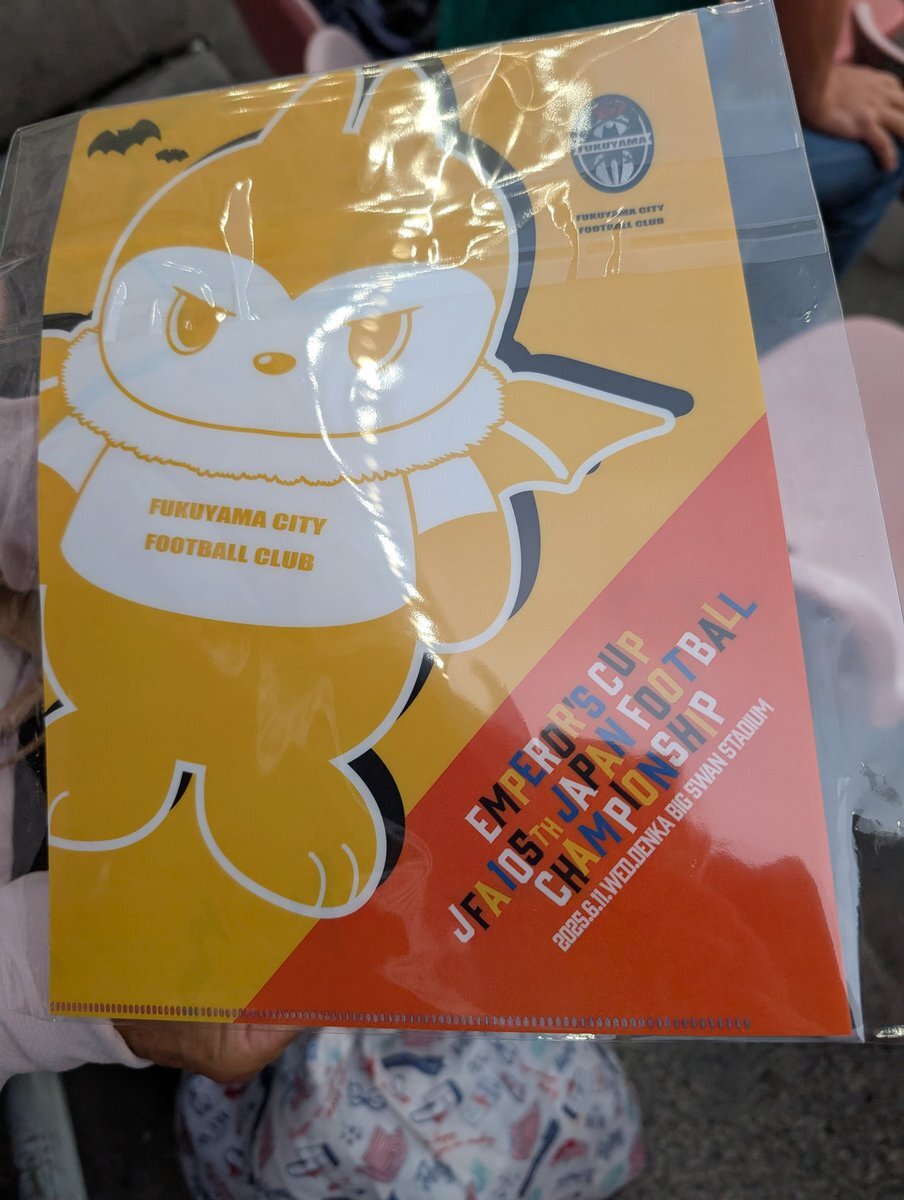 FUKUYAMA
FUKUYAMA CITY
FOOTBALL CLUB
FUKUYAMA CITY
FOOTBALL CLUB
EMPEROR'S CUP
JFA 105TH JAPAN FOOTBALL
CHAMPIONSHIP
2025.6.11.WED.DENKA BIG SWAN STADIUM